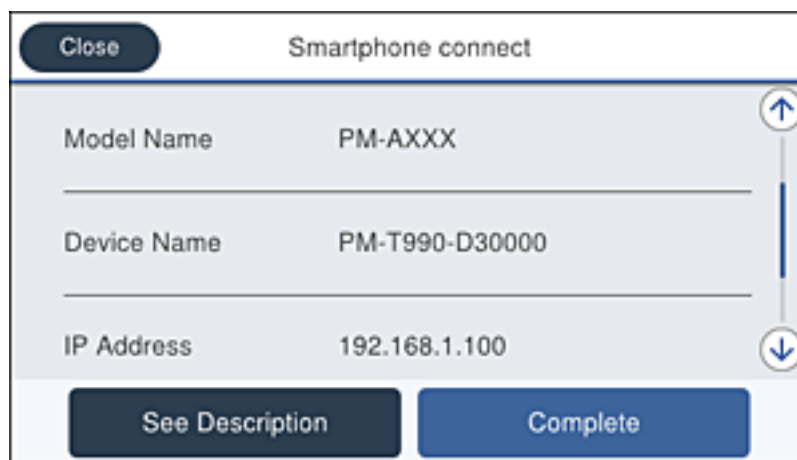 Close Smartphone connect
Model Name PM-AXXX
Device Name PM-T990-D30000
IP Address 192.168.1.100
See Description Complete